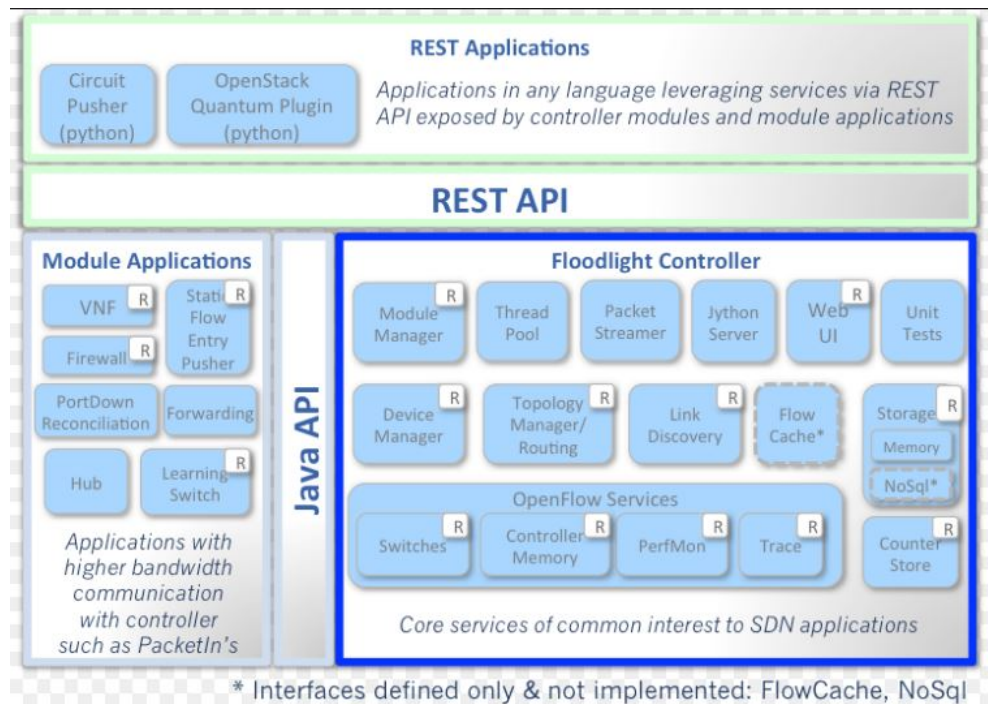 REST Applications
Circuit
Pusher
(python)
OpenStack
Quantum Plugin
(python)
Applications in any language leveraging services via REST
API exposed by controller modules and module applications
REST API
Module Applications
VNF
R
Static
R
Flow
Entry
Pusher
Firewall
R
PortDown
Reconciliation
Forwarding
Hub
Learning
Switch
R
Applications with
higher bandwidth
communication
with controller
such as PacketIn's
Java API
Floodlight Controller
Module
Manager
R
Thread
Pool
Packet
Streamer
Jython
Server
Web
UI
R
Unit
Tests
Device
Manager
R
Topology
Manager/
Routing
R
Link
Discovery
R
Flow
Cache*
Storage
R
Memory
NoSql*
OpenFlow Services
Switches
R
Controller
Memory
R
PerfMon
R
Trace
R
Counter
Store
R
Core services of common interest to SDN applications
* Interfaces defined only & not implemented: FlowCache, NoSql